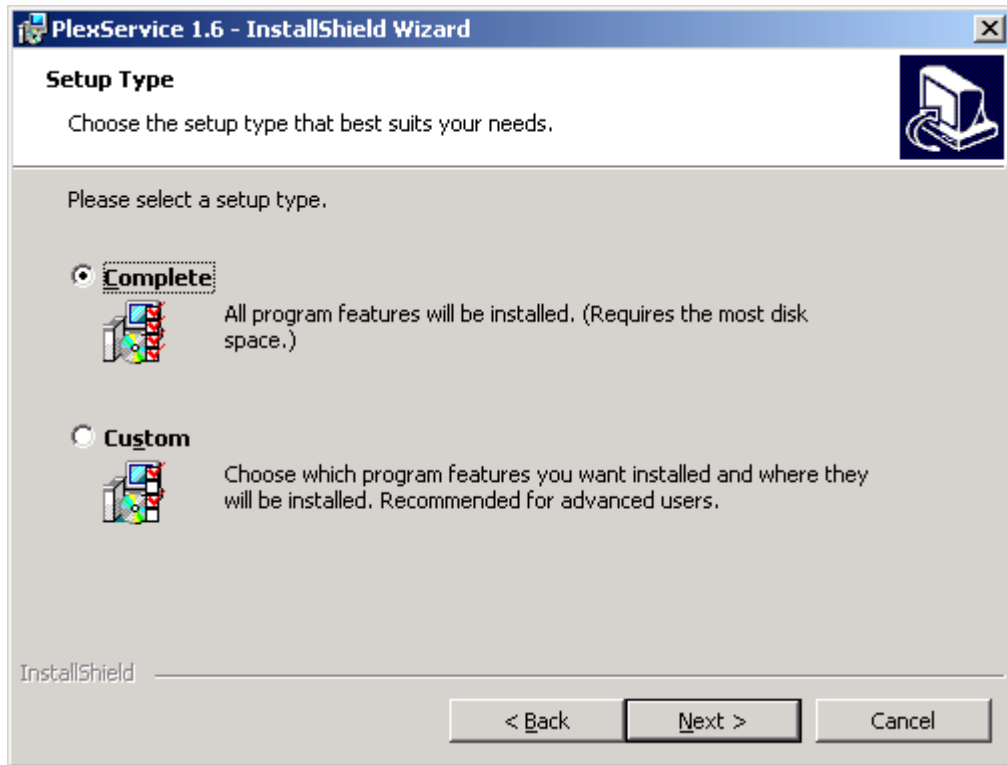 PlexService 1.6 - InstallShield Wizard
Setup Type
Choose the setup type that best suits your needs.
Please select a setup type.
Complete
All program features will be installed. (Requires the most disk
space.)
Custom
Choose which program features you want installed and where they
will be installed. Recommended for advanced users.
InstallShield
< Back
Next >
Cancel